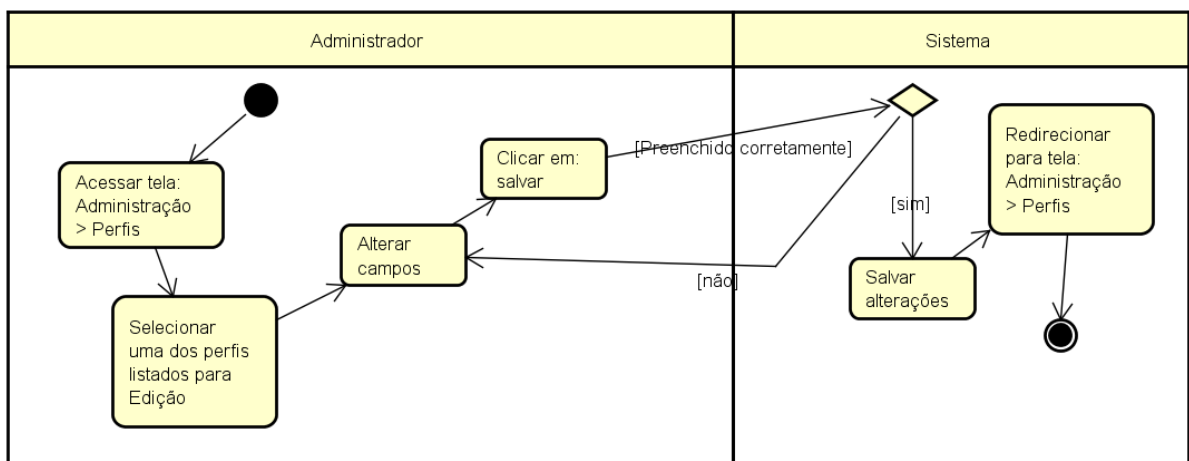 Administrador
Sistema
Acessar tela:
Administração
> Perfis
Selecionar
uma dos perfis
listados para
Edição
Alterar
campos
Clicar em:
salvar
[Preenchido corretamente]
[não]
[sim]
Salvar
alterações
Redirecionar
para tela:
Administração
> Perfis